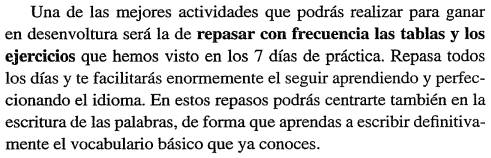 Una de las mejores actividades que podrás realizar para ganar
en desenvoltura será la de repasar con frecuencia las tablas y los
ejercicios que hemos visto en los 7 días de práctica. Repasa todos
los días y te facilitarás enormemente el seguir aprendiendo y perfec-
cionando el idioma. En estos repasos podrás centrarte también en la
escritura de las palabras, de forma que aprendas a escribir definitiva-
mente el vocabulario básico que ya conoces.